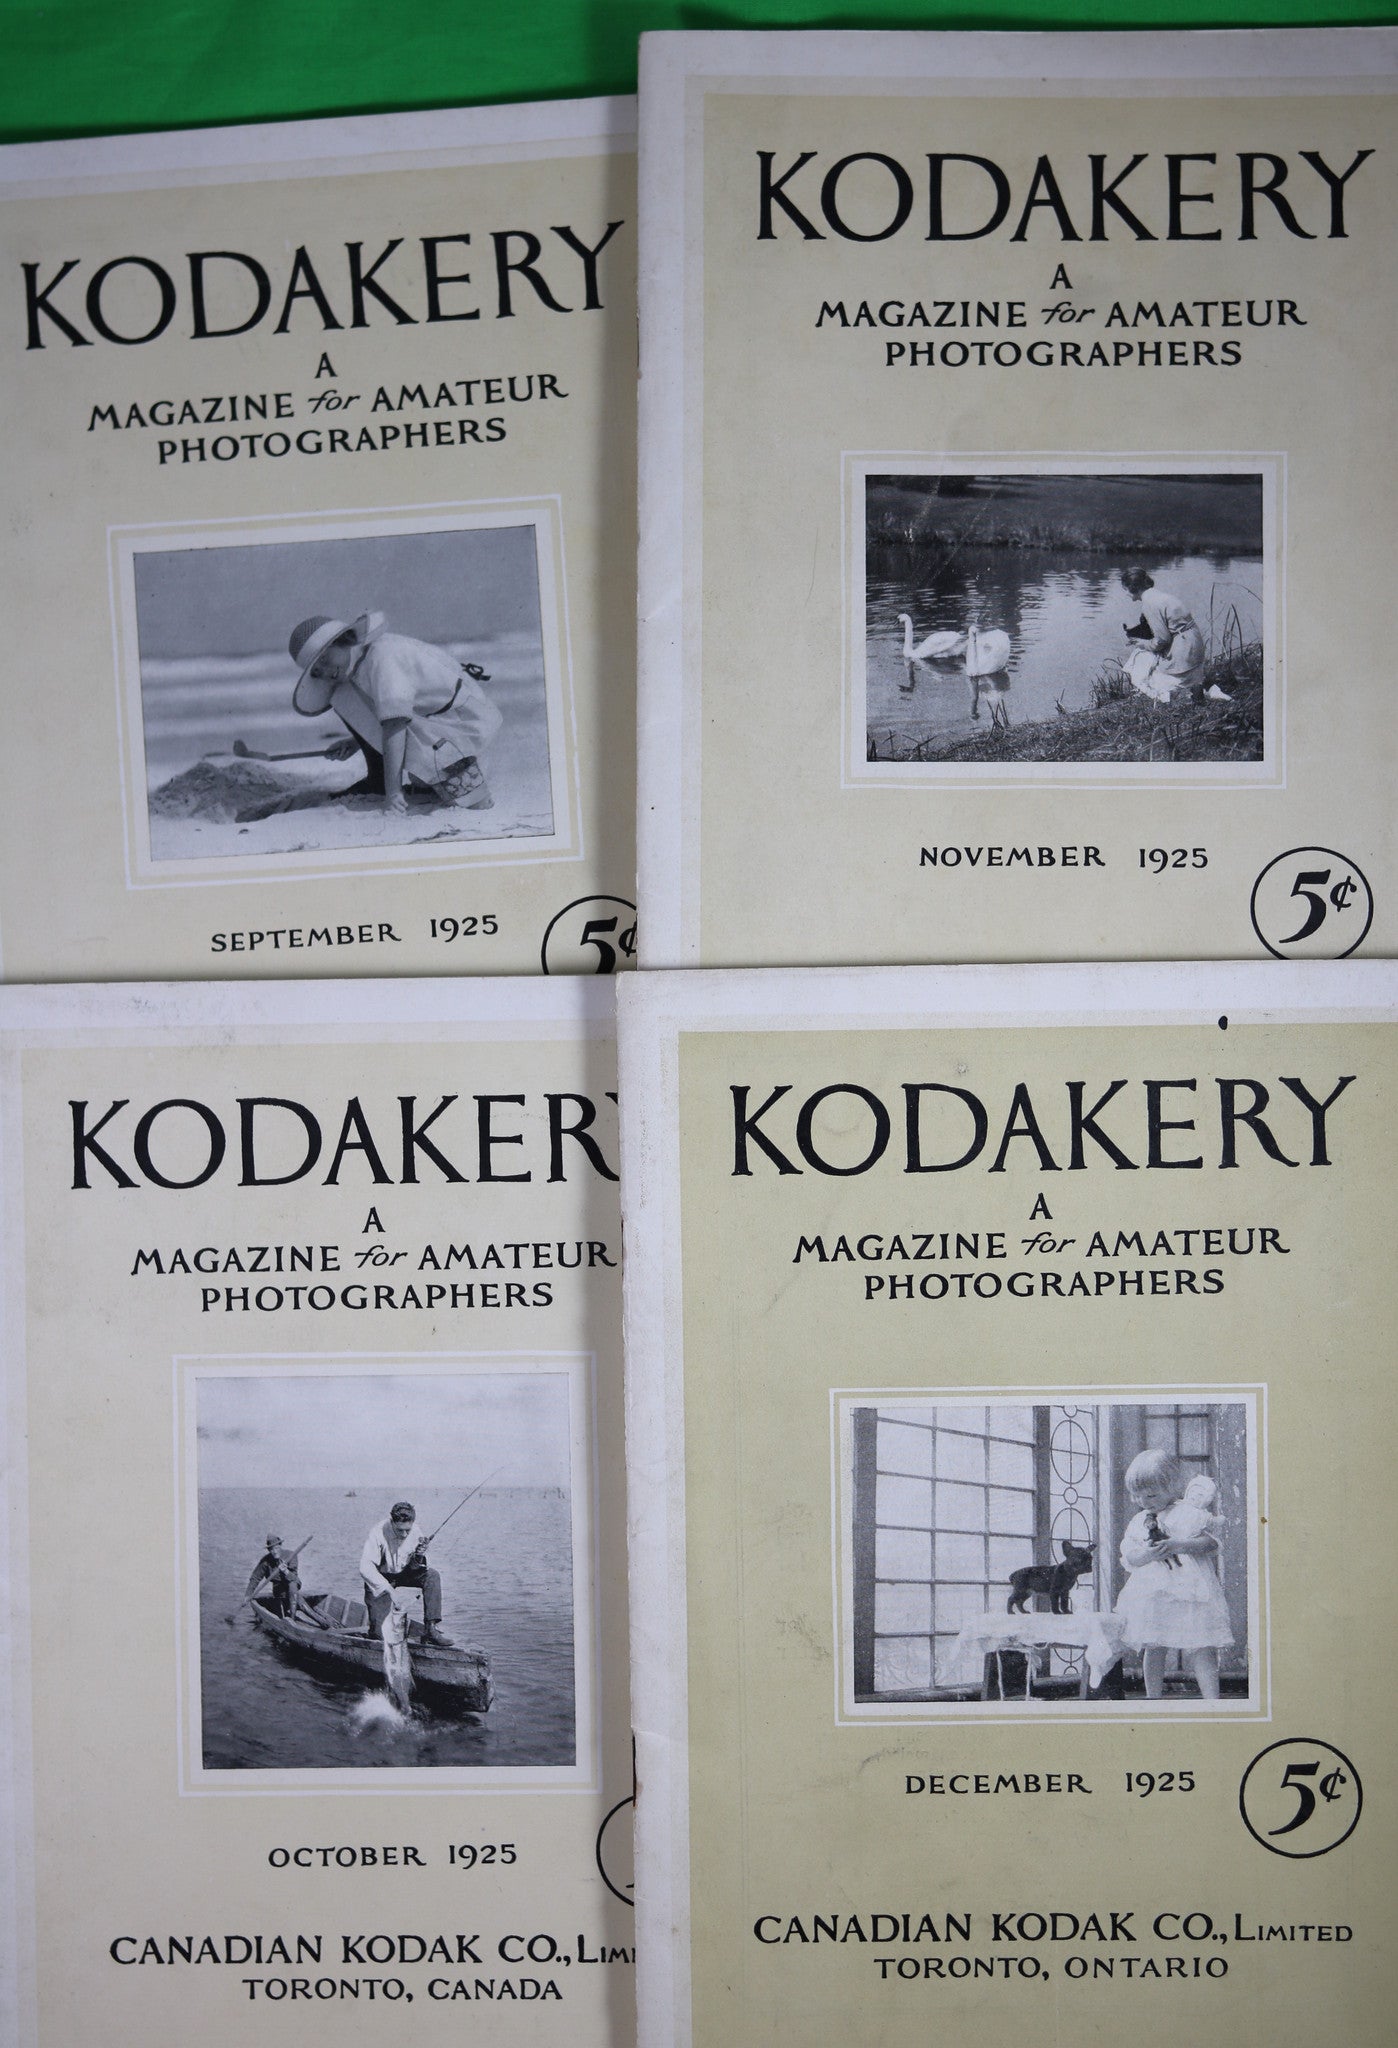 KODAKERY
A
MAGAZINE for AMATEUR
PHOTOGRAPHERS
SEPTEMBER 1925
5¢
KODAKERY
A
MAGAZINE for AMATEUR
PHOTOGRAPHERS
NOVEMBER 1925
5¢
KODAKERY
A
MAGAZINE for AMATEUR
PHOTOGRAPHERS
OCTOBER 1925
CANADIAN KODAK CO.,
TORONTO, CANADA
KODAKERY
A
MAGAZINE for AMATEUR
PHOTOGRAPHERS
DECEMBER 1925
5¢
CANADIAN KODAK CO., LIMITED
TORONTO, ONTARIO